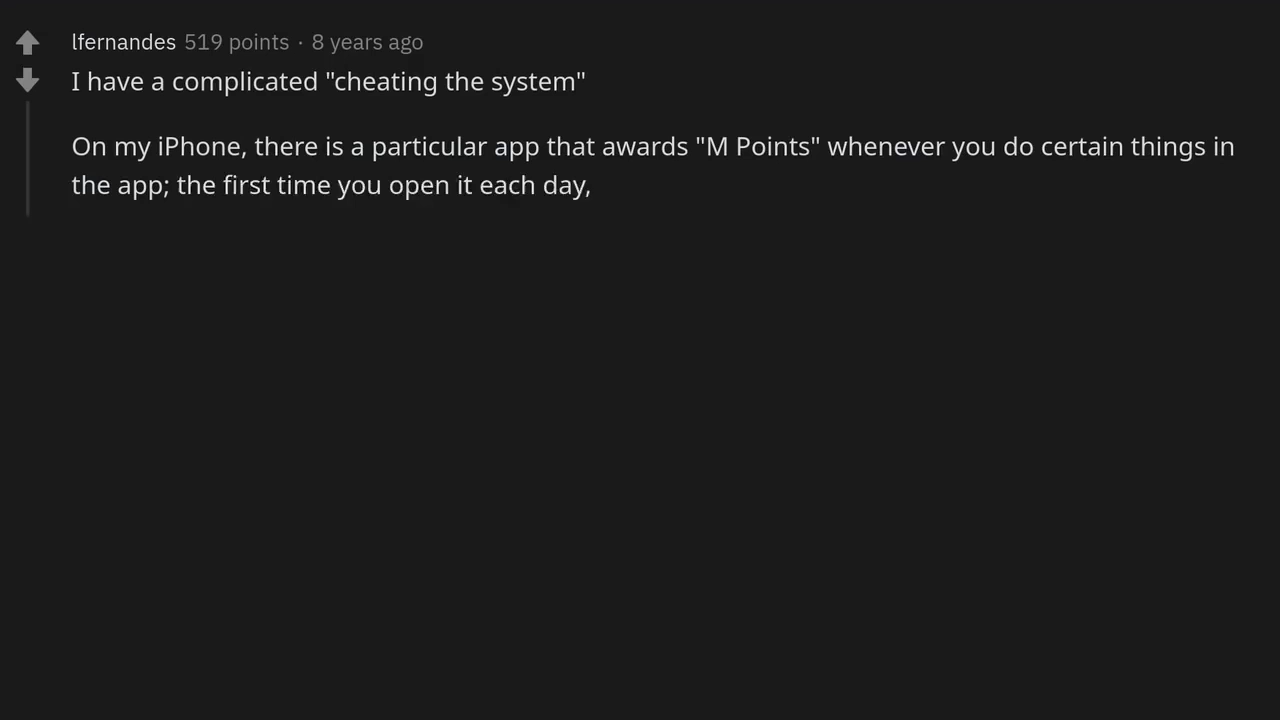 lfernandes 519 points · 8 years ago
I have a complicated "cheating the system"
On my iPhone, there is a particular app that awards "M Points" whenever you do certain things in
the app; the first time you open it each day,